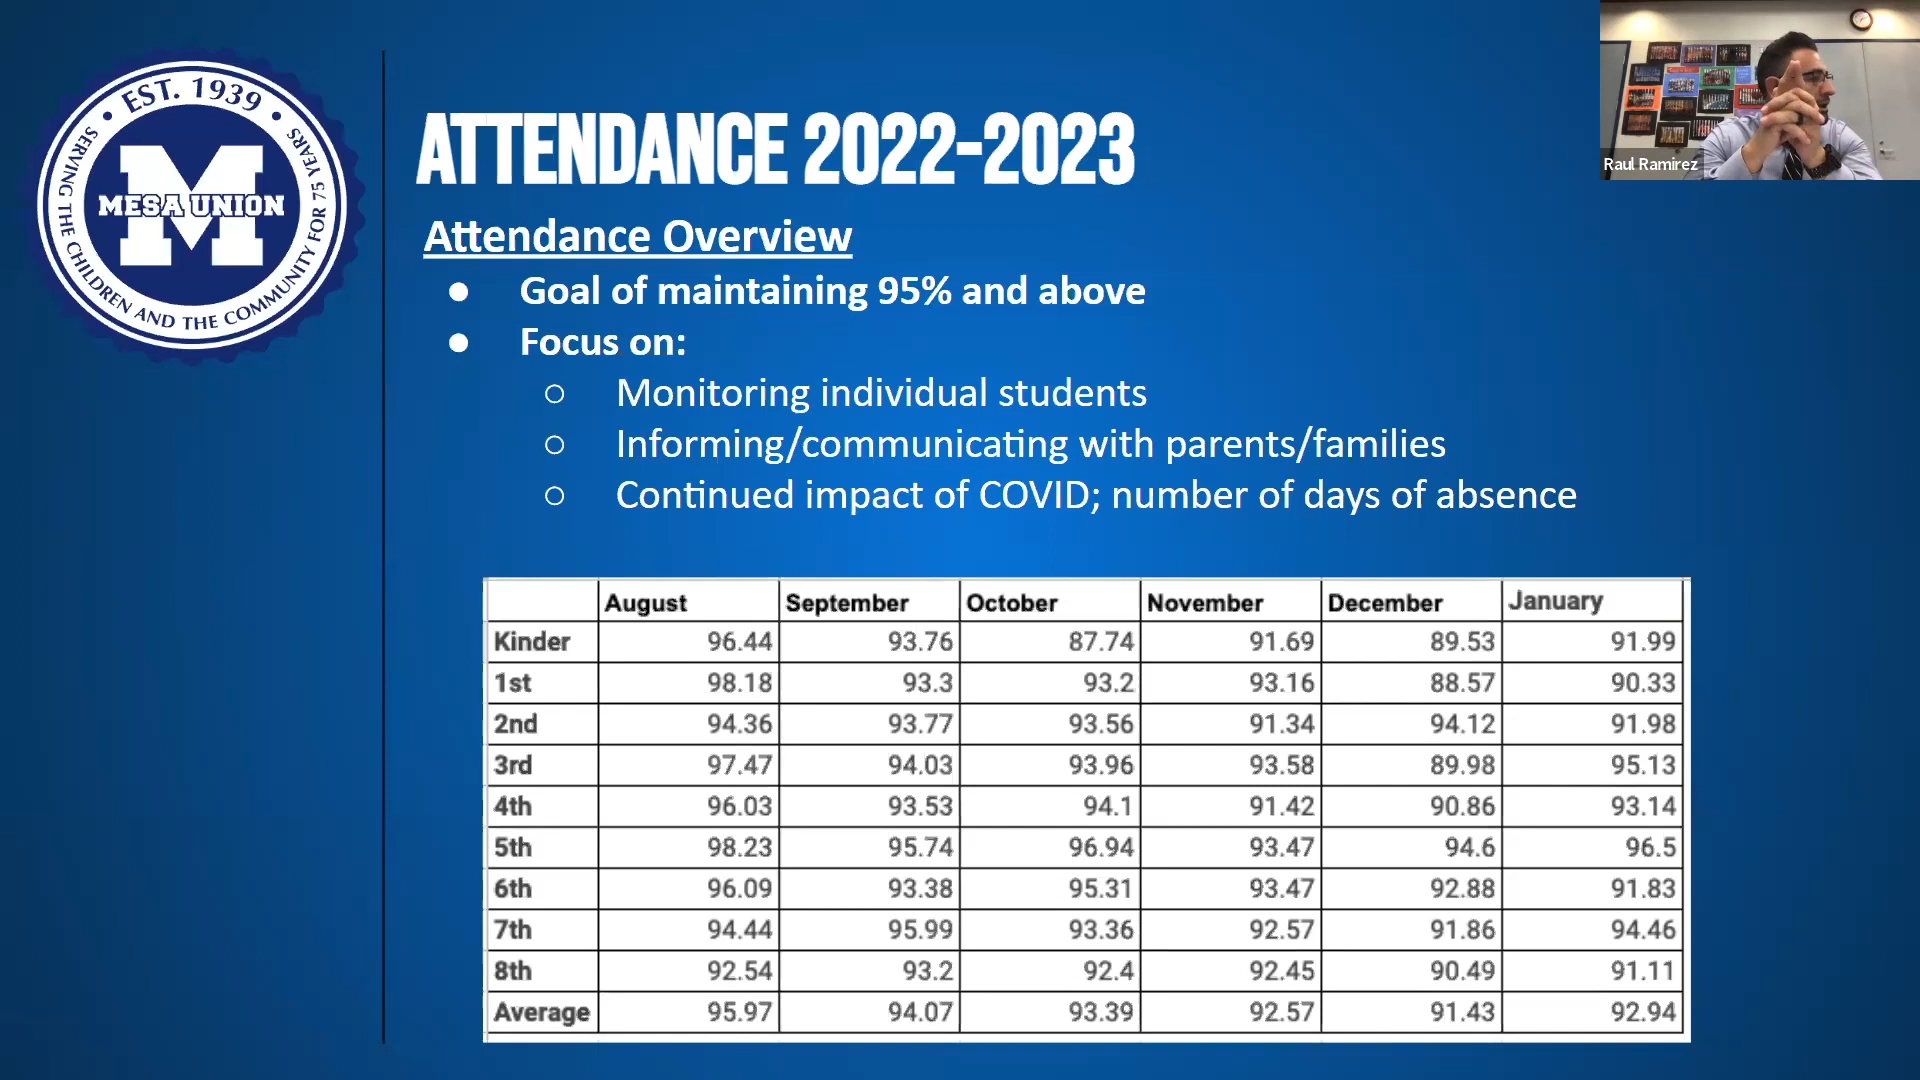 EST. 1939
SERVING THE CHILDREN AND THE COMMUNITY FOR 75 YEARS
M
MESA UNION
ATTENDANCE 2022-2023
Attendance Overview
● Goal of maintaining 95% and above
● Focus on:
○ Monitoring individual students
○ Informing/communicating with parents/families
○ Continued impact of COVID; number of days of absence
August September October November December January
Kinder 96.44 93.76 87.74 91.69 89.53 91.99
1st 98.18 93.3 93.2 93.16 88.57 90.33
2nd 94.36 93.77 93.56 91.34 94.12 91.98
3rd 97.47 94.03 93.96 93.58 89.98 95.13
4th 96.03 93.53 94.1 91.42 90.86 93.14
5th 98.23 95.74 96.94 93.47 94.6 96.5
6th 96.09 93.38 95.31 93.47 92.88 91.83
7th 94.44 95.99 93.36 92.57 91.86 94.46
8th 92.54 93.2 92.4 92.45 90.49 91.11
Average 95.97 94.07 93.39 92.57 91.43 92.94
Raul Ramirez